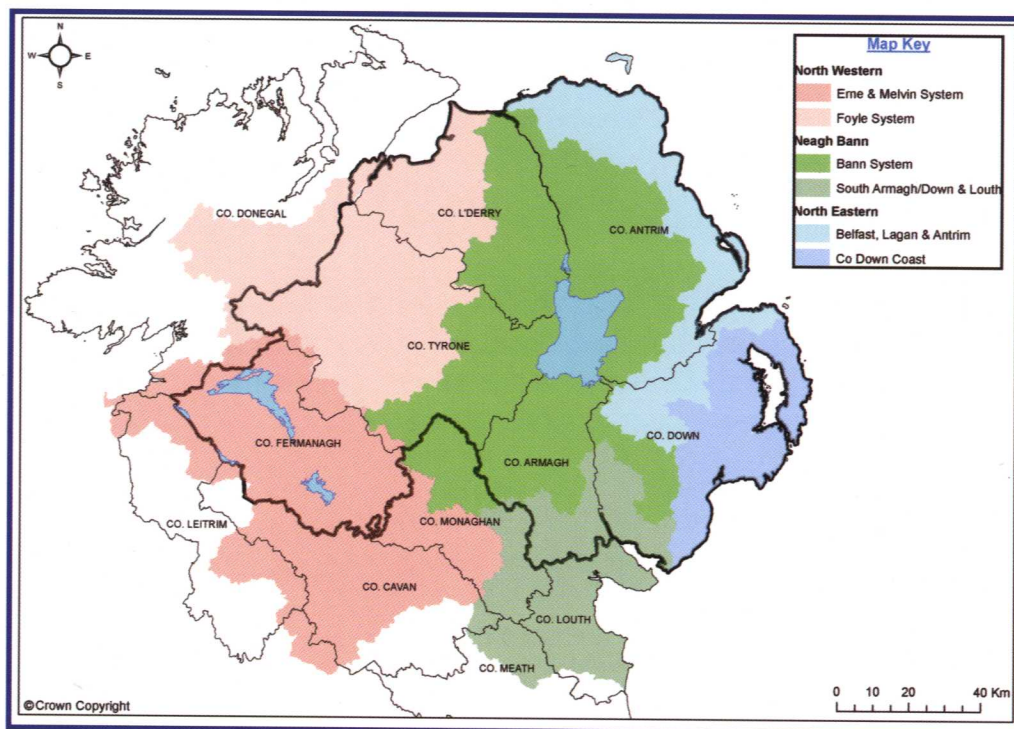 N
W
E
S
Map Key
North Western
Erne & Melvin System
Foyle System
Neagh Bann
Bann System
South Armagh/Down & Louth
North Eastern
Belfast, Lagan & Antrim
Co Down Coast
CO. DONEGAL
CO. L'DERRY
CO. ANTRIM
CO. TYRONE
CO. FERMANAGH
CO. DOWN
CO. ARMAGH
CO. LEITRIM
CO. MONAGHAN
CO. CAVAN
CO. LOUTH
CO. MEATH
©Crown Copyright
0 10 20 40 Km